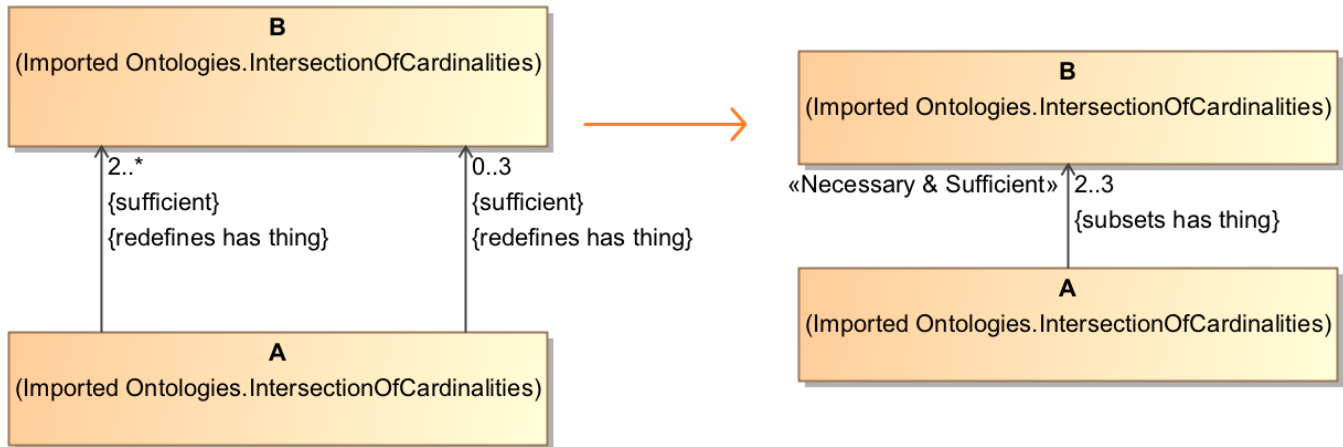 B
(Imported Ontologies.IntersectionOfCardinalities)
2..*
{sufficient}
{redefines has thing}
0..3
{sufficient}
{redefines has thing}
A
(Imported Ontologies.IntersectionOfCardinalities)
B
(Imported Ontologies.IntersectionOfCardinalities)
«Necessary & Sufficient»
2..3
{subsets has thing}
A
(Imported Ontologies.IntersectionOfCardinalities)